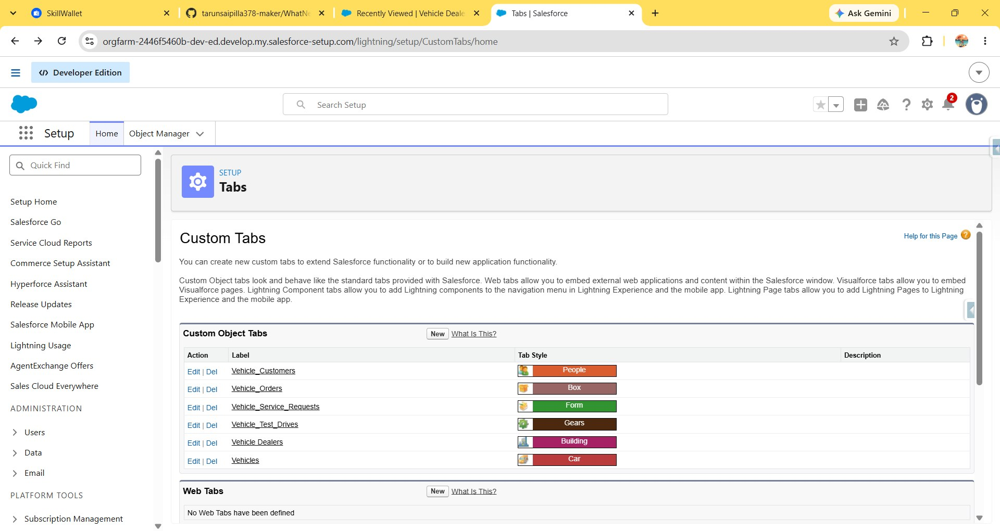 SkillWallet
tarunsaipilla378-maker/WhatNe
Recently Viewed | Vehicle Deale
Tabs | Salesforce
Ask Gemini
orgfarm-2446f5460b-dev-ed.develop.my.salesforce-setup.com/lightning/setup/CustomTabs/home
Developer Edition
Search Setup
2
Setup
Home
Object Manager
Quick Find
Setup Home
Salesforce Go
Service Cloud Reports
Commerce Setup Assistant
Hyperforce Assistant
Release Updates
Salesforce Mobile App
Lightning Usage
AgentExchange Offers
Sales Cloud Everywhere
ADMINISTRATION
Users
Data
Email
PLATFORM TOOLS
Subscription Management
SETUP
Tabs
Custom Tabs
Help for this Page
You can create new custom tabs to extend Salesforce functionality or to build new application functionality.
Custom Object tabs look and behave like the standard tabs provided with Salesforce. Web tabs allow you to embed external web applications and content within the Salesforce window. Visualforce tabs allow you to embed
Visualforce pages. Lightning Component tabs allow you to add Lightning components to the navigation menu in Lightning Experience and the mobile app. Lightning Page tabs allow you to add Lightning Pages to Lightning
Experience and the mobile app.
Custom Object Tabs New What Is This?
Action Label Tab Style Description
Edit | Del Vehicle_Customers People
Edit | Del Vehicle_Orders Box
Edit | Del Vehicle_Service_Requests Form
Edit | Del Vehicle_Test_Drives Gears
Edit | Del Vehicle Dealers Building
Edit | Del Vehicles Car
Web Tabs New What Is This?
No Web Tabs have been defined